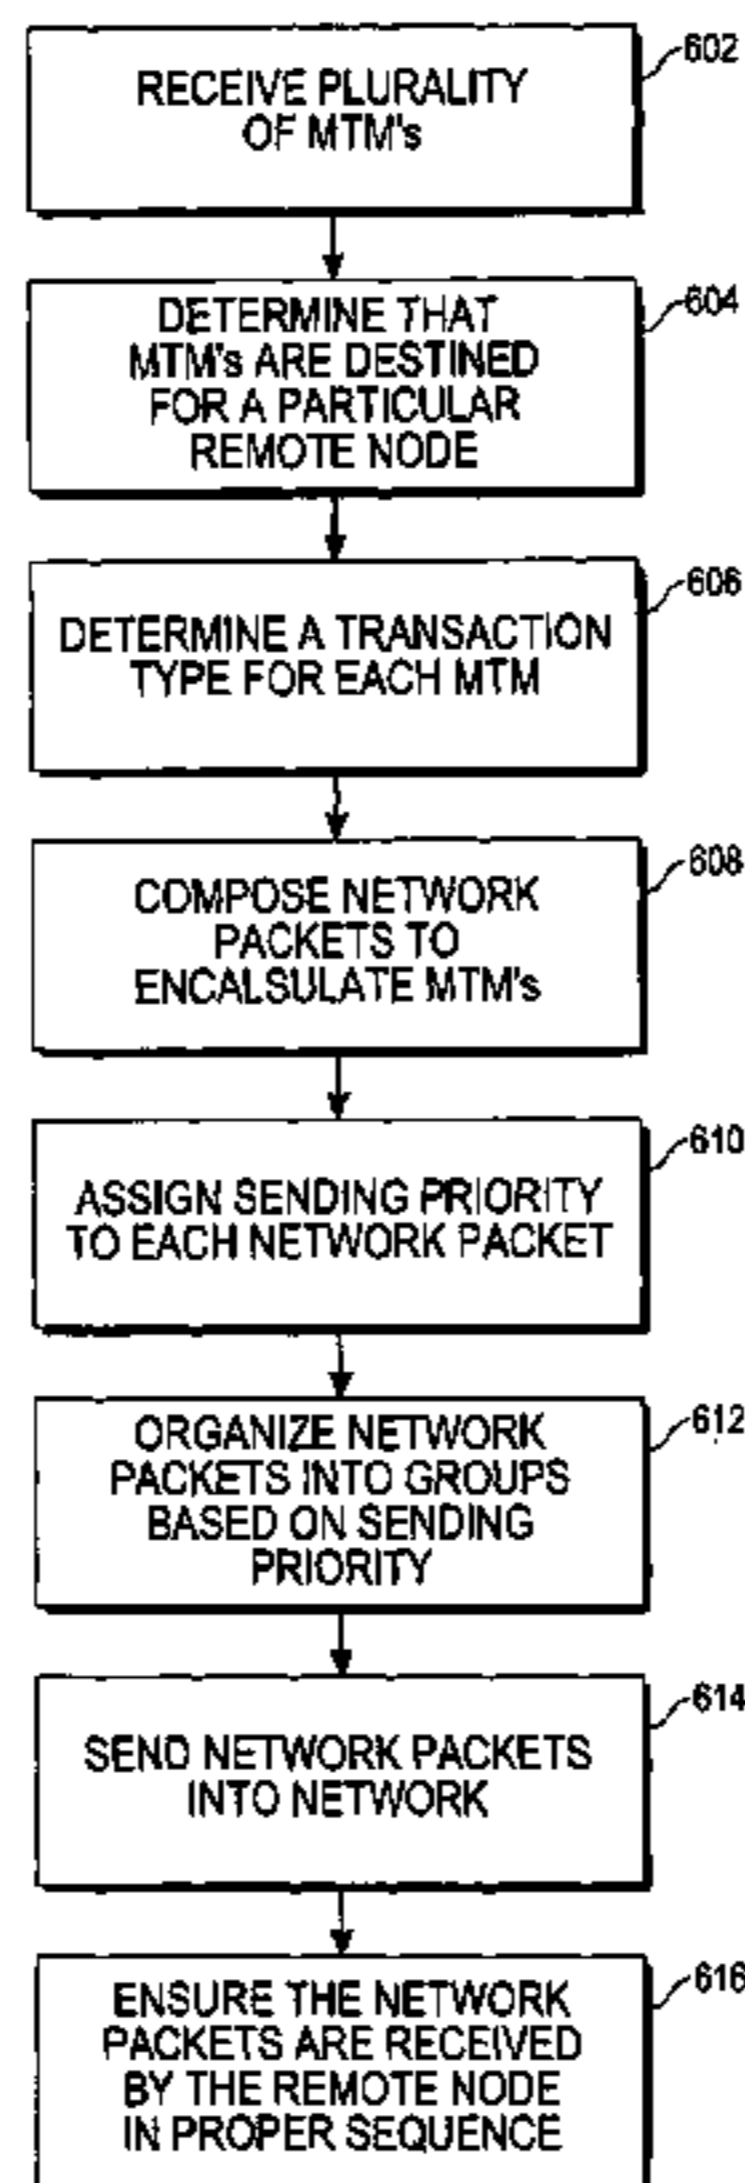 602
RECEIVE PLURALITY
OF MTM's
604
DETERMINE THAT
MTM's ARE DESTINED
FOR A PARTICULAR
REMOTE NODE
606
DETERMINE A TRANSACTION
TYPE FOR EACH MTM
608
COMPOSE NETWORK
PACKETS TO
ENCALSULATE MTM's
610
ASSIGN SENDING PRIORITY
TO EACH NETWORK PACKET
612
ORGANIZE NETWORK
PACKETS INTO GROUPS
BASED ON SENDING
PRIORITY
614
SEND NETWORK PACKETS
INTO NETWORK
616
ENSURE THE NETWORK
PACKETS ARE RECEIVED
BY THE REMOTE NODE
IN PROPER SEQUENCE